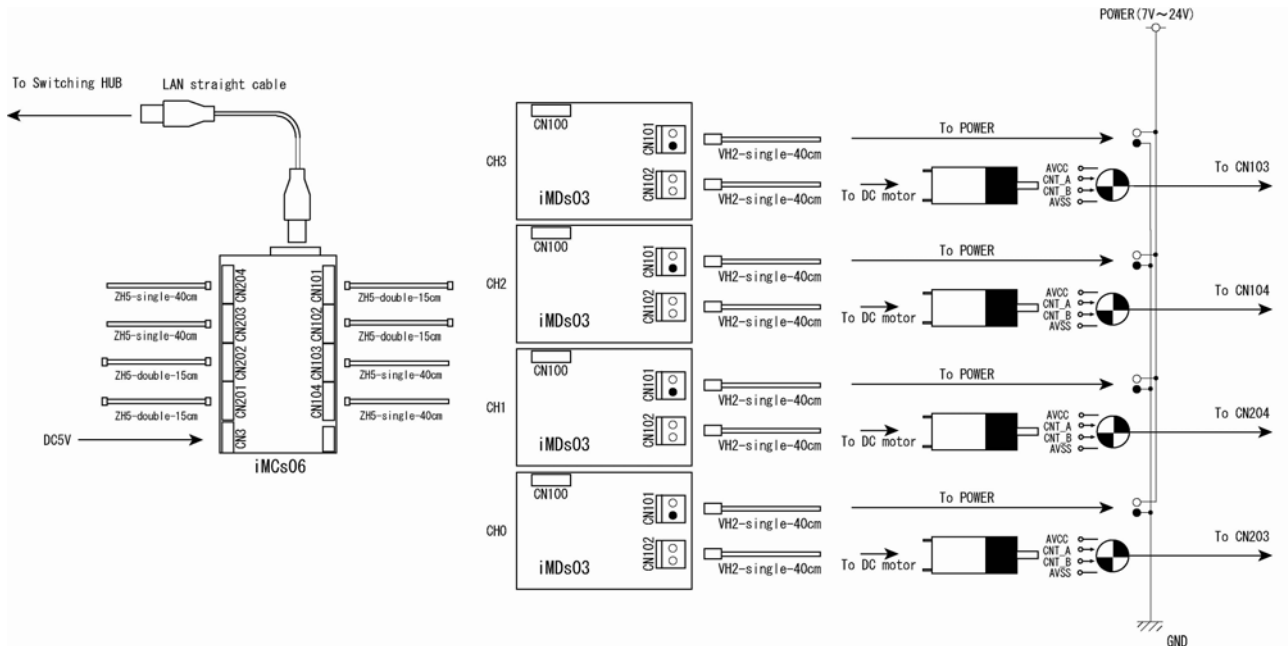 POWER(7V～24V)
To Switching HUB
LAN straight cable
CN204
CN203
CN202
CN201
CN3
CN101
CN102
CN103
CN104
ZH5-single-40cm
ZH5-single-40cm
ZH5-double-15cm
ZH5-double-15cm
DC5V
ZH5-double-15cm
ZH5-double-15cm
ZH5-single-40cm
ZH5-single-40cm
iMCs06
CH3
CN100
CN101
CN102
iMDs03
VH2-single-40cm
VH2-single-40cm
To POWER
To DC motor
AVCC
CNT_A
CNT_B
AVSS
To CN103
CH2
CN100
CN101
CN102
iMDs03
VH2-single-40cm
VH2-single-40cm
To POWER
To DC motor
AVCC
CNT_A
CNT_B
AVSS
To CN104
CH1
CN100
CN101
CN102
iMDs03
VH2-single-40cm
VH2-single-40cm
To POWER
To DC motor
AVCC
CNT_A
CNT_B
AVSS
To CN204
CH0
CN100
CN101
CN102
iMDs03
VH2-single-40cm
VH2-single-40cm
To POWER
To DC motor
AVCC
CNT_A
CNT_B
AVSS
To CN203
GND